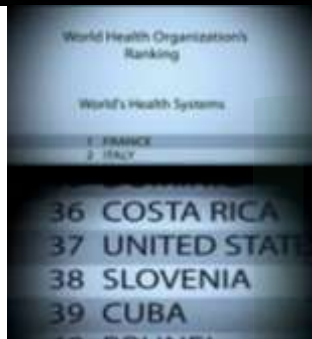 World Health Organization's
Ranking
World's Health Systems
1 FRANCE
2 ITALY
36 COSTA RICA
37 UNITED STATE
38 SLOVENIA
39 CUBA